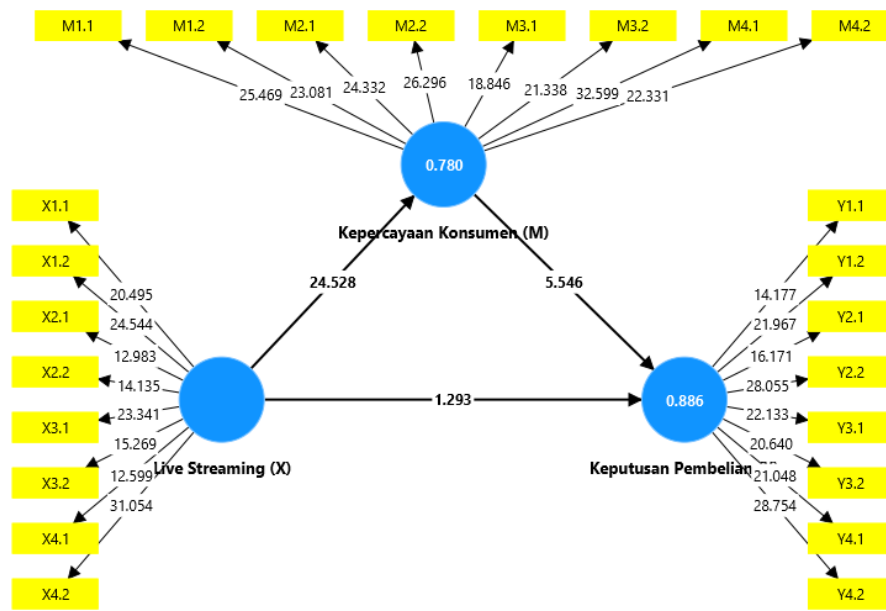 M1.1 M1.2 M2.1 M2.2 M3.1 M3.2 M4.1 M4.2
25.469 23.081 24.332 26.296 18.846 21.338 32.599 22.331
0.780
Kepercayaan Konsumen (M)
X1.1
X1.2
X2.1
X2.2
X3.1
X3.2
X4.1
X4.2
20.495
24.544
12.983
14.135
23.341
15.269
12.599
31.054
Live Streaming (X)
24.528
5.546
1.293
0.886
Keputusan Pembelian
14.177
21.967
16.171
28.055
22.133
20.640
21.048
28.754
Y1.1
Y1.2
Y2.1
Y2.2
Y3.1
Y3.2
Y4.1
Y4.2